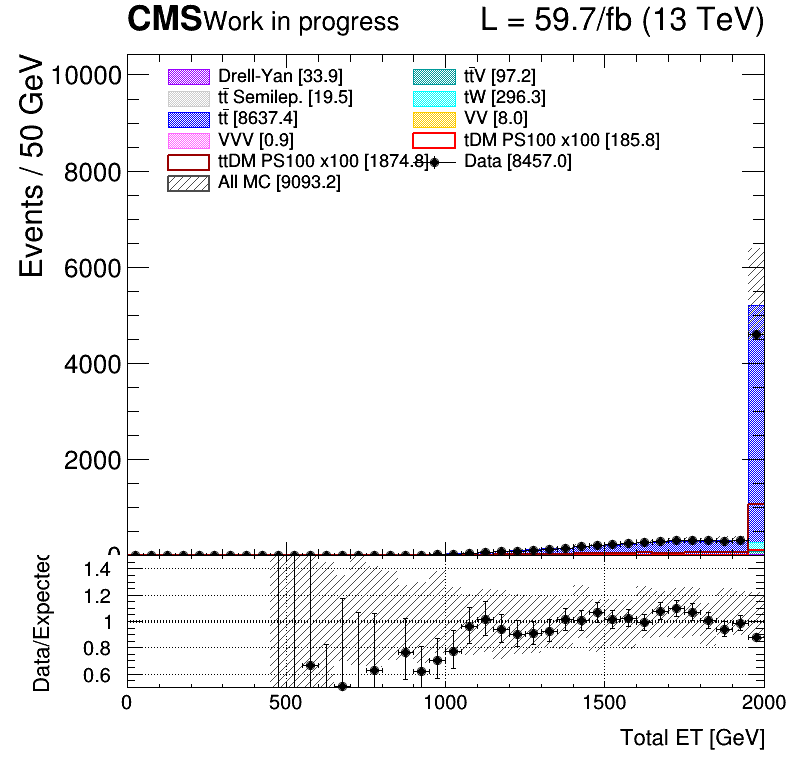 CMS Work in progress L = 59.7/fb (13 TeV)
Events / 50 GeV
10000
8000
6000
4000
2000
0
Drell-Yan [33.9] tt̄V [97.2]
tt̄ Semilep. [19.5] tW [296.3]
tt̄ [8637.4] VV [8.0]
VVV [0.9] tDM PS100 x100 [185.8]
ttDM PS100 x100 [1874.8] Data [8457.0]
All MC [9093.2]
Data/Expected
1.4
1.2
1
0.8
0.6
0 500 1000 1500 2000
Total ET [GeV]